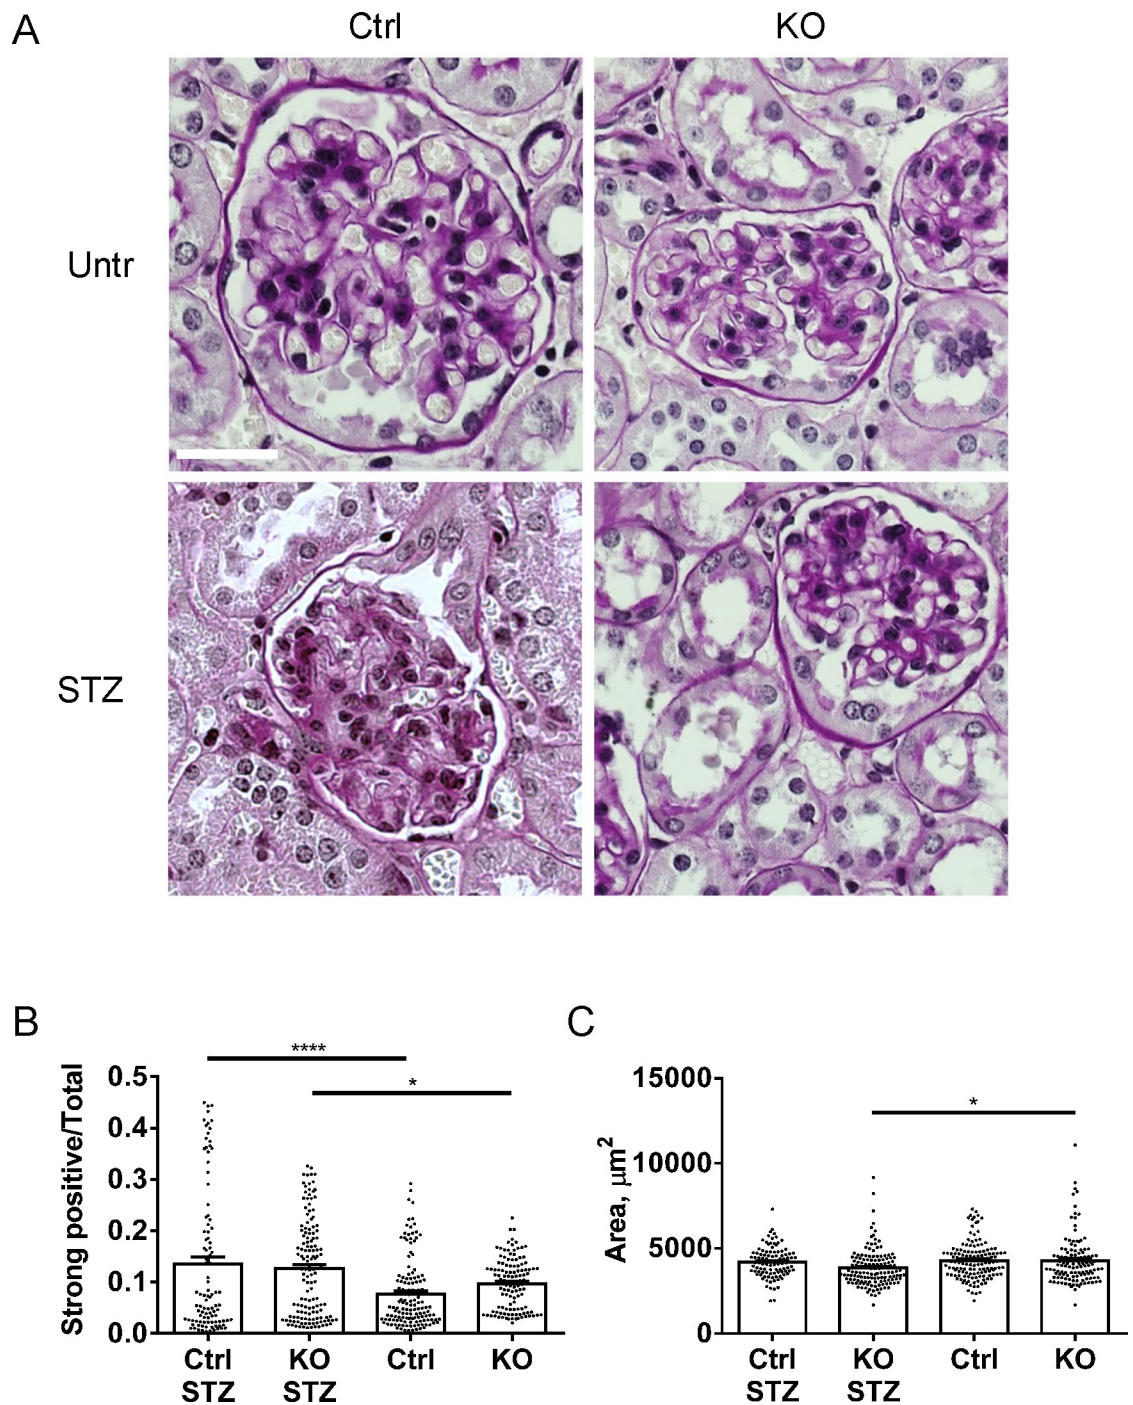 A
Ctrl
KO
Untr
STZ
B
C
****
*
*
Strong positive/Total
0.5
0.4
0.3
0.2
0.1
0.0
Ctrl
STZ
KO
STZ
Ctrl
KO
Area, μm²
15000
10000
5000
0
Ctrl
STZ
KO
STZ
Ctrl
KO